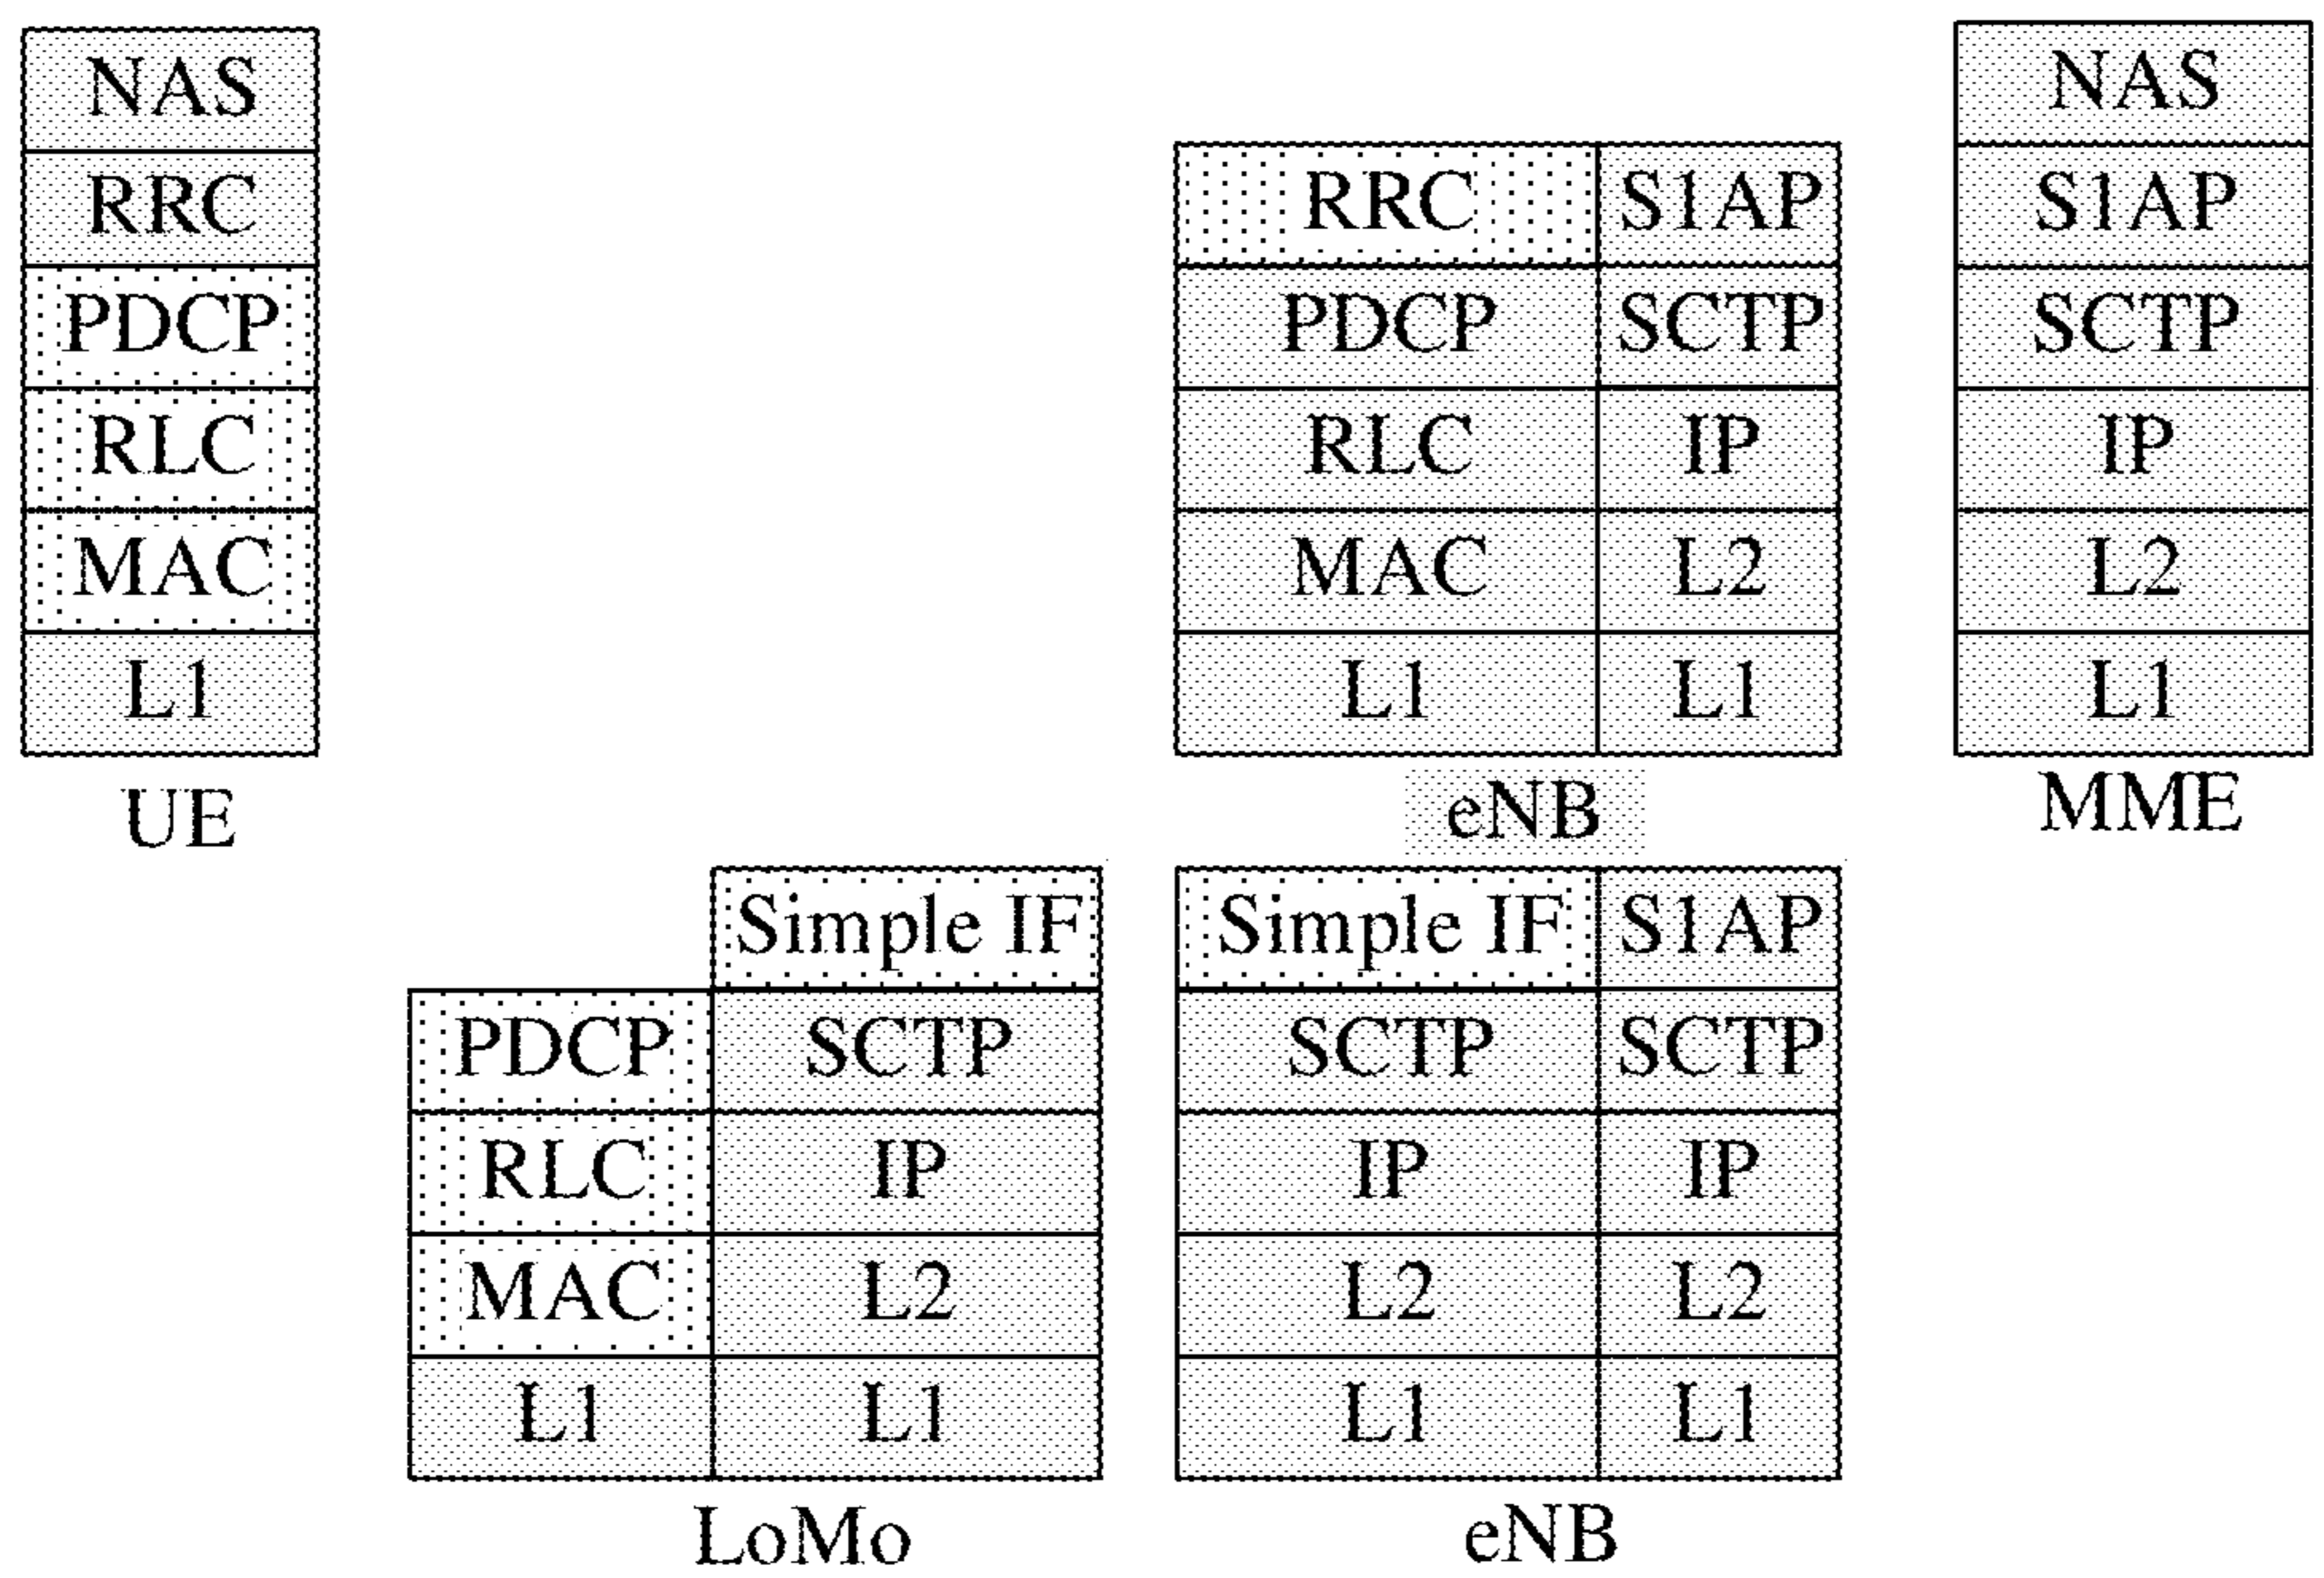 NAS
RRC
PDCP
RLC
MAC
L1
UE
RRC S1AP
PDCP SCTP
RLC IP
MAC L2
L1 L1
eNB
NAS
S1AP
SCTP
IP
L2
L1
MME
Simple IF
PDCP SCTP
RLC IP
MAC L2
L1 L1
LoMo
Simple IF S1AP
SCTP SCTP
IP IP
L2 L2
L1 L1
eNB